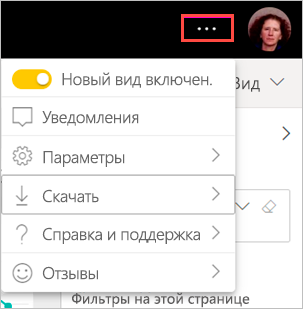 Новый вид включен.
Вид
Уведомления
Параметры
Скачать
Справка и поддержка
Отзывы
Фильтры на этой странице